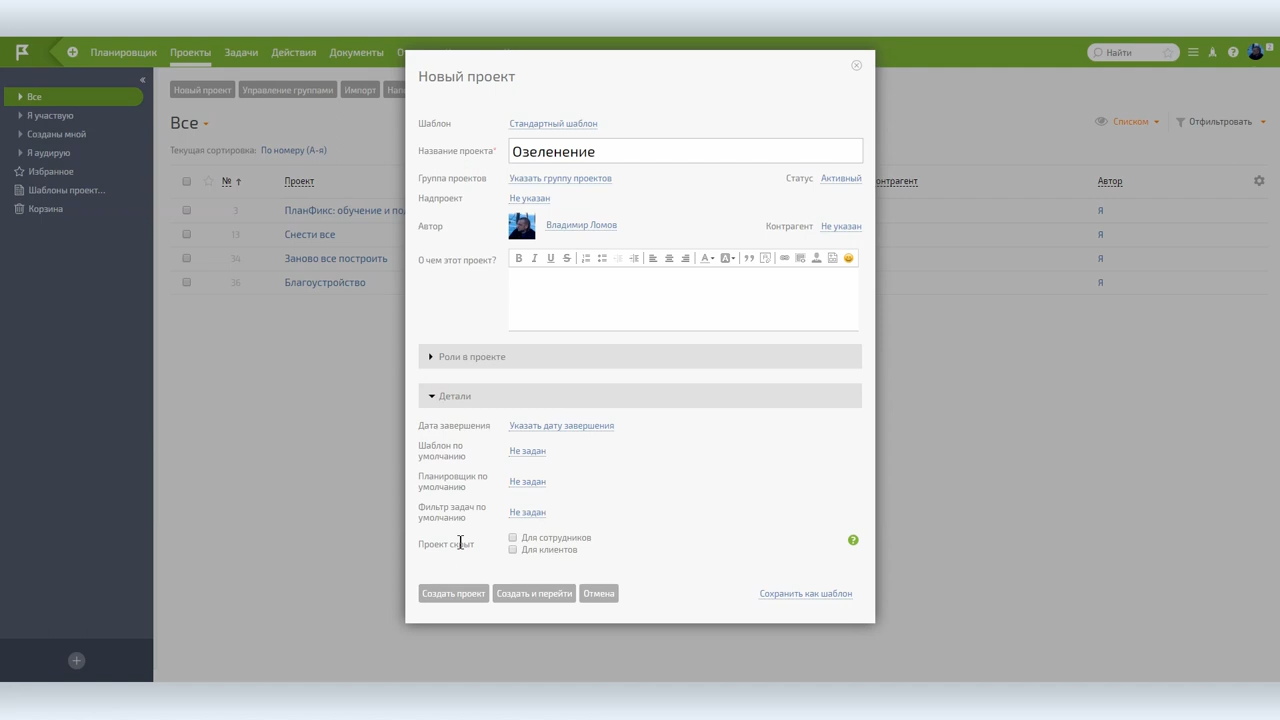 Планировщик Проекты Задачи Действия Документы
Найти
2
Все
Я участвую
Созданы мной
Я аудирую
Избранное
Шаблоны проект...
Корзина
Новый проект Управление группами Импорт
Все
Списком Отфильтровать
Текущая сортировка: По номеру (А-я)
№ Проект Автор
3 ПланФикс: обучение и Я
13 Снести все Я
34 Заново все построить Я
36 Благоустройство Я
Новый проект
Шаблон Стандартный шаблон
Название проекта* Озеленение
Группа проектов Указать группу проектов Статус Активный
Надпроект Не указан
Автор Владимир Ломов Контрагент Не указан
О чем этот проект?
Роли в проекте
Детали
Дата завершения Указать дату завершения
Шаблон по
умолчанию Не задан
Планировщик по
умолчанию Не задан
Фильтр задач по
умолчанию Не задан
Проект скрыт Для сотрудников
Для клиентов
Создать проект Создать и перейти Отмена Сохранить как шаблон